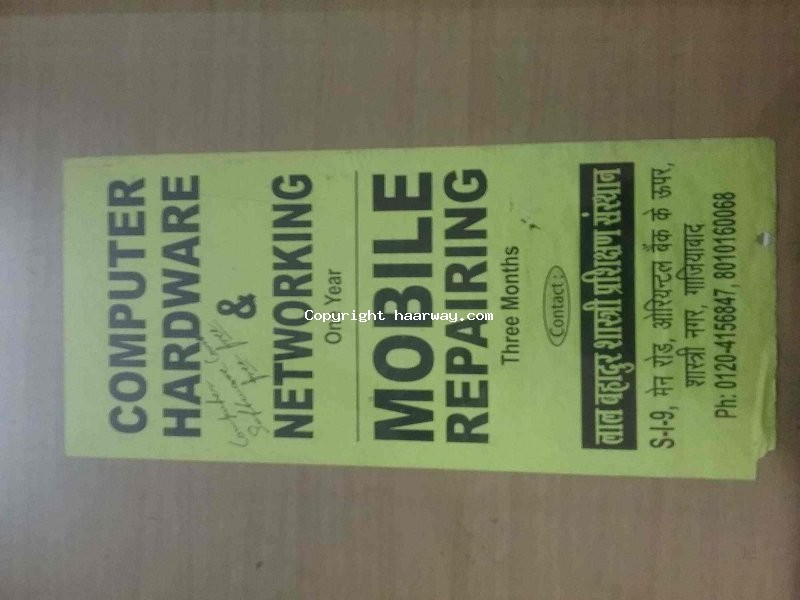 COMPUTER
HARDWARE
&
NETWORKING
One Year
MOBILE
REPAIRING
Three Months
Contact:
लाल बहादुर शास्त्री प्रशिक्षण संस्थान
S-I-9, मेन रोड, ओरियन्टल बैंक के ऊपर,
शास्त्री नगर, गाजियाबाद
Ph: 0120-4156847, 8010160068
Copyright haarway.com